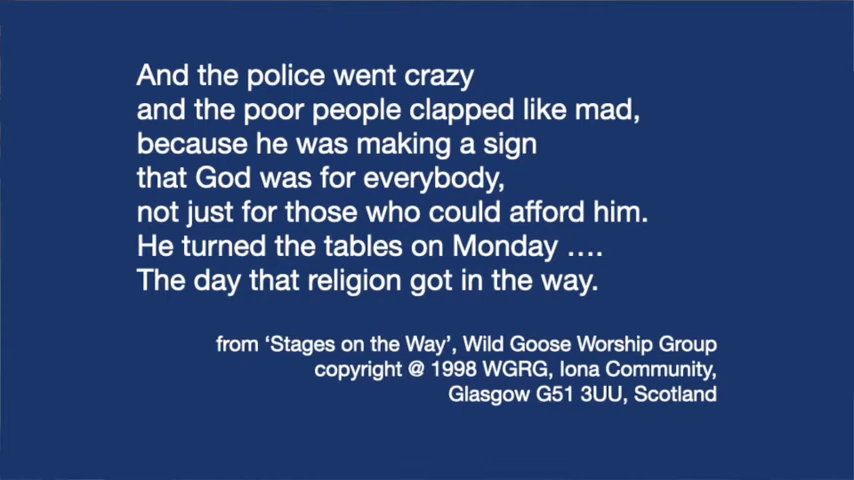 And the police went crazy
and the poor people clapped like mad,
because he was making a sign
that God was for everybody,
not just for those who could afford him.
He turned the tables on Monday ....
The day that religion got in the way.
from ‘Stages on the Way’, Wild Goose Worship Group
copyright @ 1998 WGRG, Iona Community,
Glasgow G51 3UU, Scotland